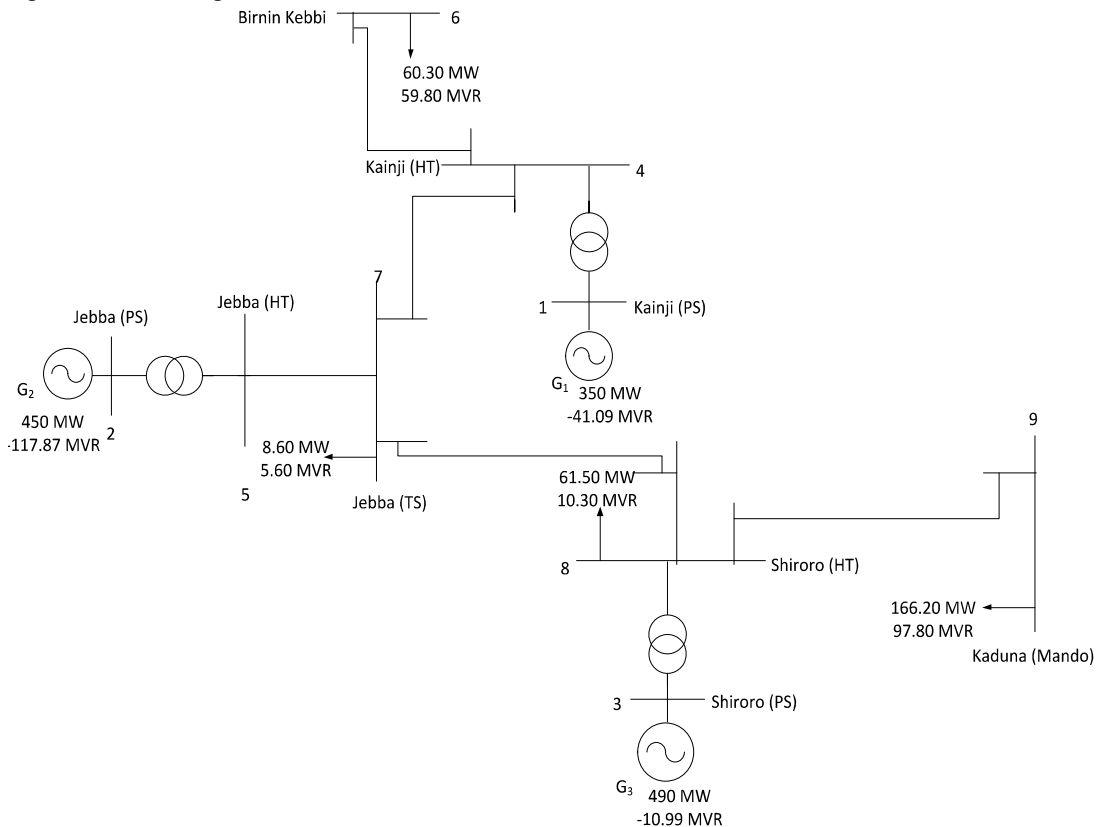 Birnin Kebbi
6
60.30 MW
59.80 MVR
Kainji (HT)
4
7
Jebba (HT)
Jebba (PS)
1
Kainji (PS)
G₂
G₁
350 MW
-41.09 MVR
450 MW
-117.87 MVR
2
9
8.60 MW
5.60 MVR
61.50 MW
10.30 MVR
5
Jebba (TS)
8
Shiroro (HT)
166.20 MW
97.80 MVR
Kaduna (Mando)
3
Shiroro (PS)
G₃
490 MW
-10.99 MVR